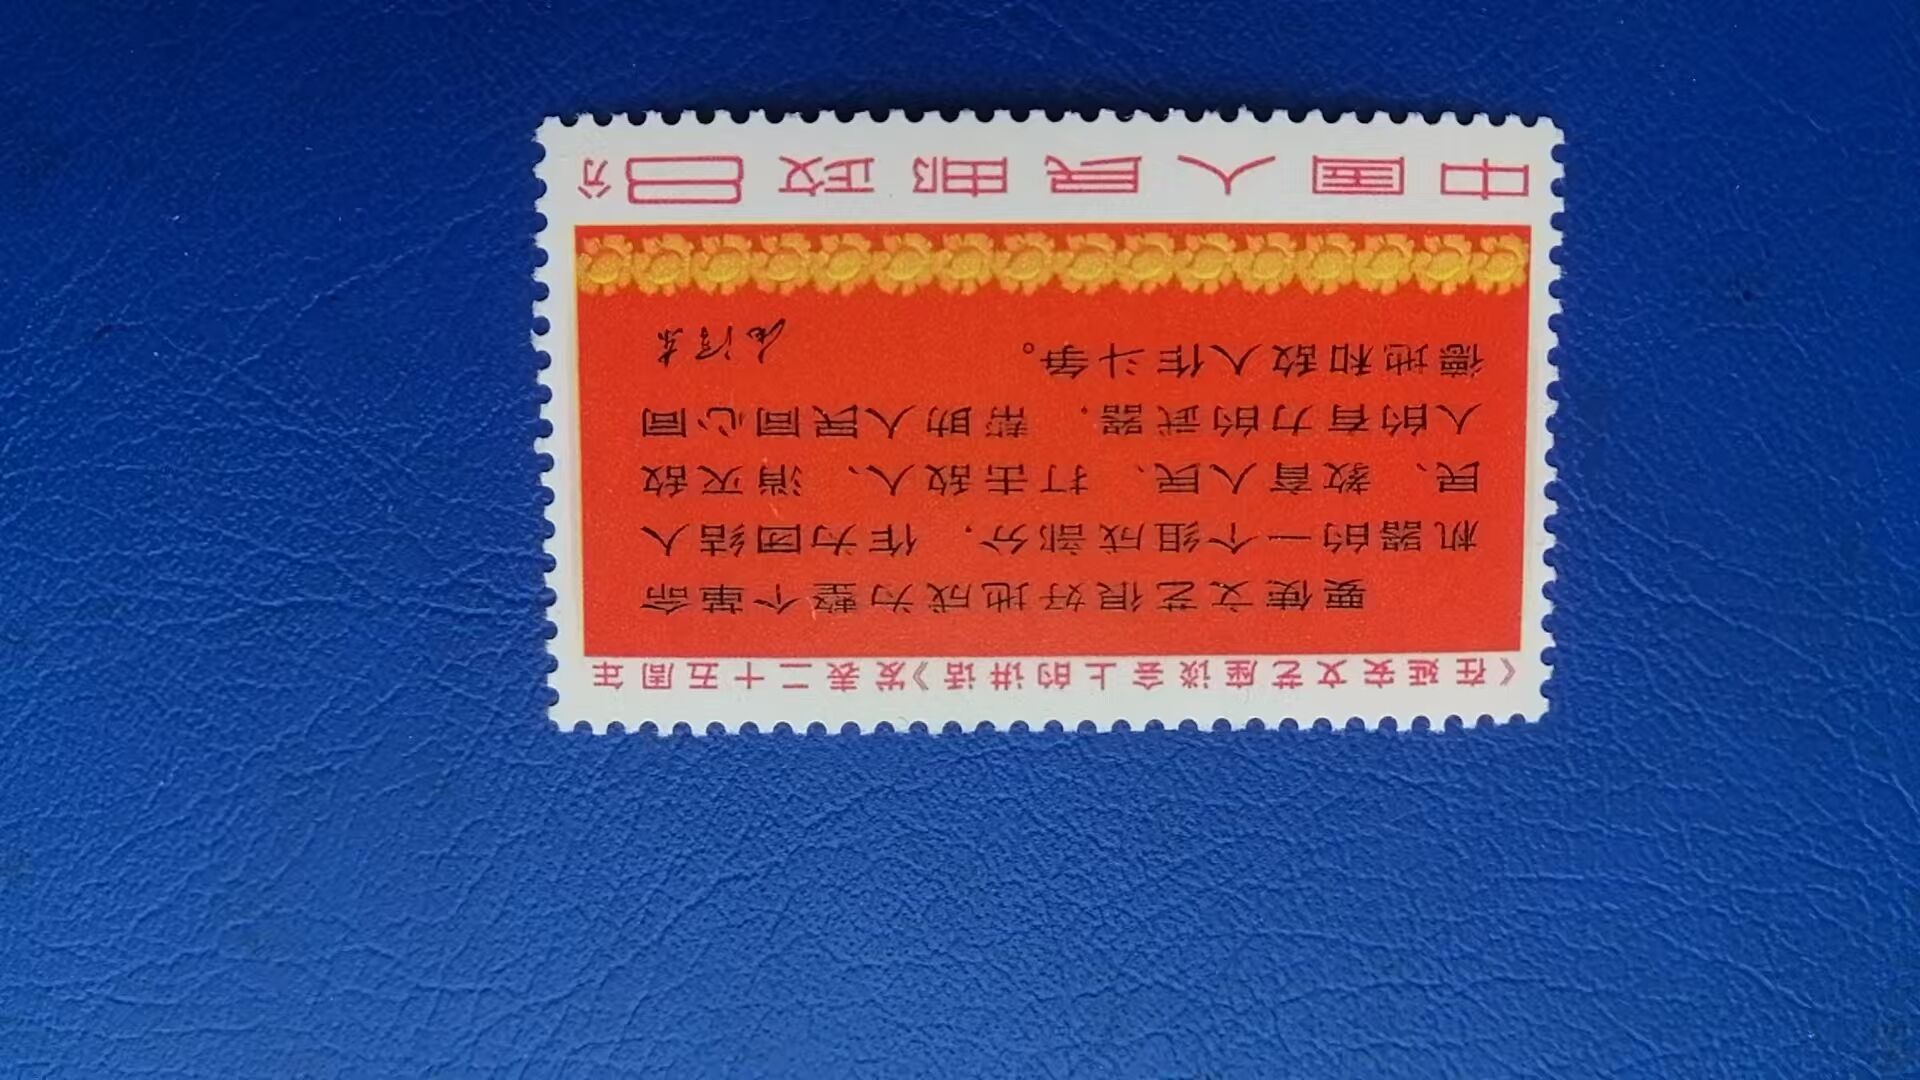 《在延安文艺座谈会上的讲话》发表二十五周年
要使文艺很好地成为整个革命
机器的一个组成部分，作为团结人
民、教育人民、打击敌人、消灭敌
人的有力的武器，帮助人民同心同
德地和敌人作斗争。
毛泽东
中国人民邮政 8分